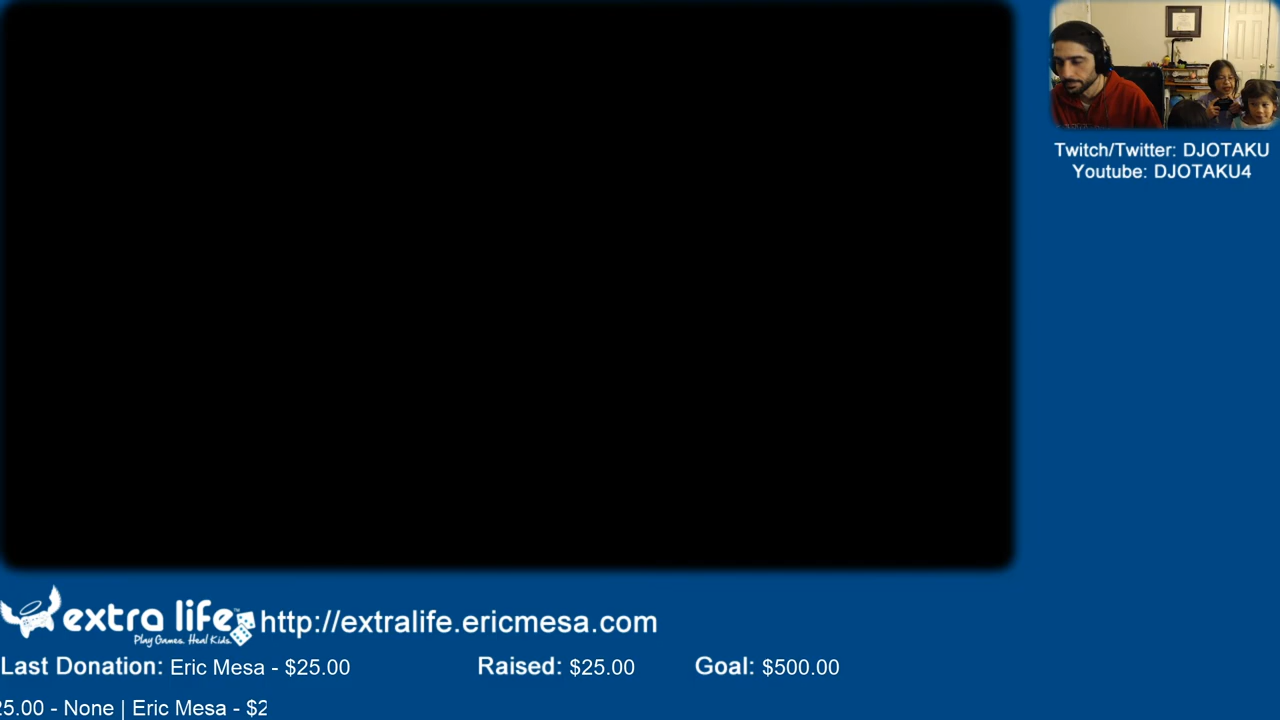 Twitch/Twitter: DJOTAKU
Youtube: DJOTAKU4
extra life
Play Games. Heal Kids.
http://extralife.ericmesa.com
Last Donation: Eric Mesa - $25.00 Raised: $25.00 Goal: $500.00
25.00 - None | Eric Mesa - $2